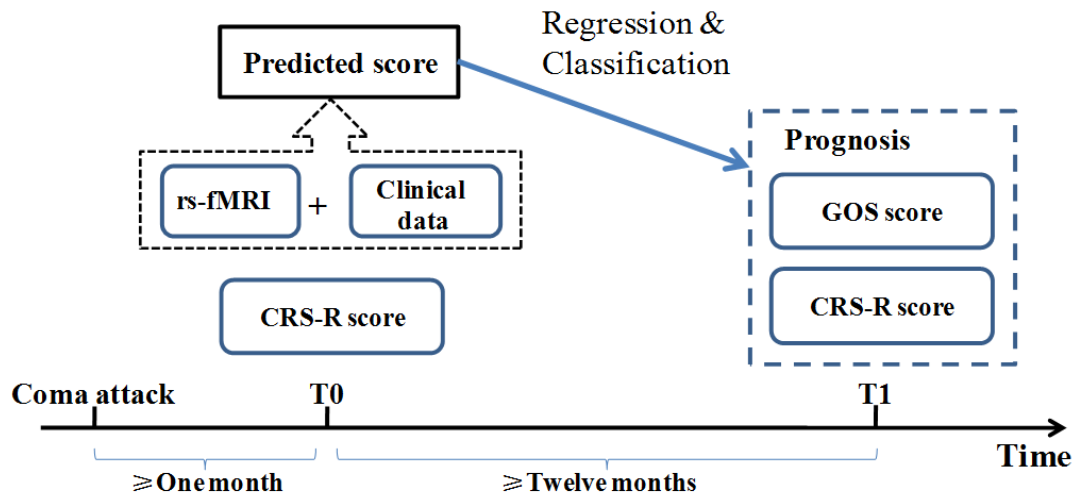 Regression &
Classification
Predicted score
Prognosis
rs-fMRI
+
Clinical
data
GOS score
CRS-R score
CRS-R score
Coma attack
T0
T1
Time
⩾One month
⩾Twelve months